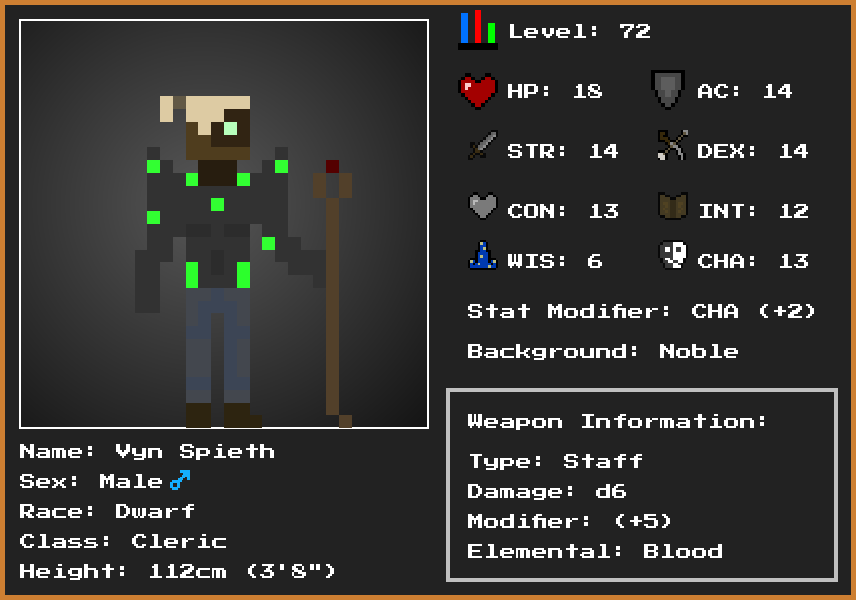 Level: 72
HP: 18 AC: 14
STR: 14 DEX: 14
CON: 13 INT: 12
WIS: 6 CHA: 13
Stat Modifier: CHA (+2)
Background: Noble
Weapon Information:
Type: Staff
Damage: d6
Modifier: (+5)
Elemental: Blood
Name: Vyn Spieth
Sex: Male ♂
Race: Dwarf
Class: Cleric
Height: 112cm (3'8")